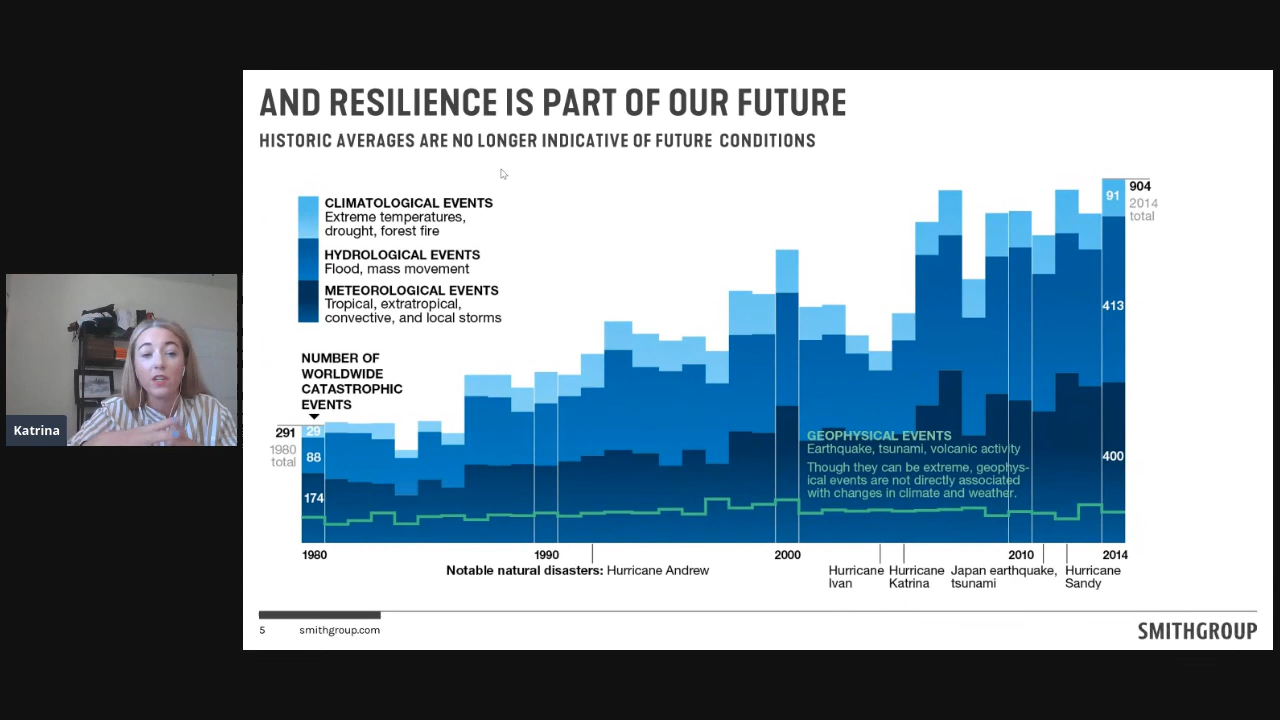 AND RESILIENCE IS PART OF OUR FUTURE
HISTORIC AVERAGES ARE NO LONGER INDICATIVE OF FUTURE CONDITIONS
CLIMATOLOGICAL EVENTS
Extreme temperatures,
drought, forest fire
HYDROLOGICAL EVENTS
Flood, mass movement
METEOROLOGICAL EVENTS
Tropical, extratropical,
convective, and local storms
NUMBER OF
WORLDWIDE
CATASTROPHIC
EVENTS
291
1980
total
29
88
174
904
2014
total
91
413
400
GEOPHYSICAL EVENTS
Earthquake, tsunami, volcanic activity
Though they can be extreme, geophys-
ical events are not directly associated
with changes in climate and weather.
1980
1990
2000
2010
2014
Notable natural disasters: Hurricane Andrew
Hurricane
Ivan
Hurricane
Katrina
Japan earthquake,
tsunami
Hurricane
Sandy
5
smithgroup.com
SMITHGROUP
Katrina